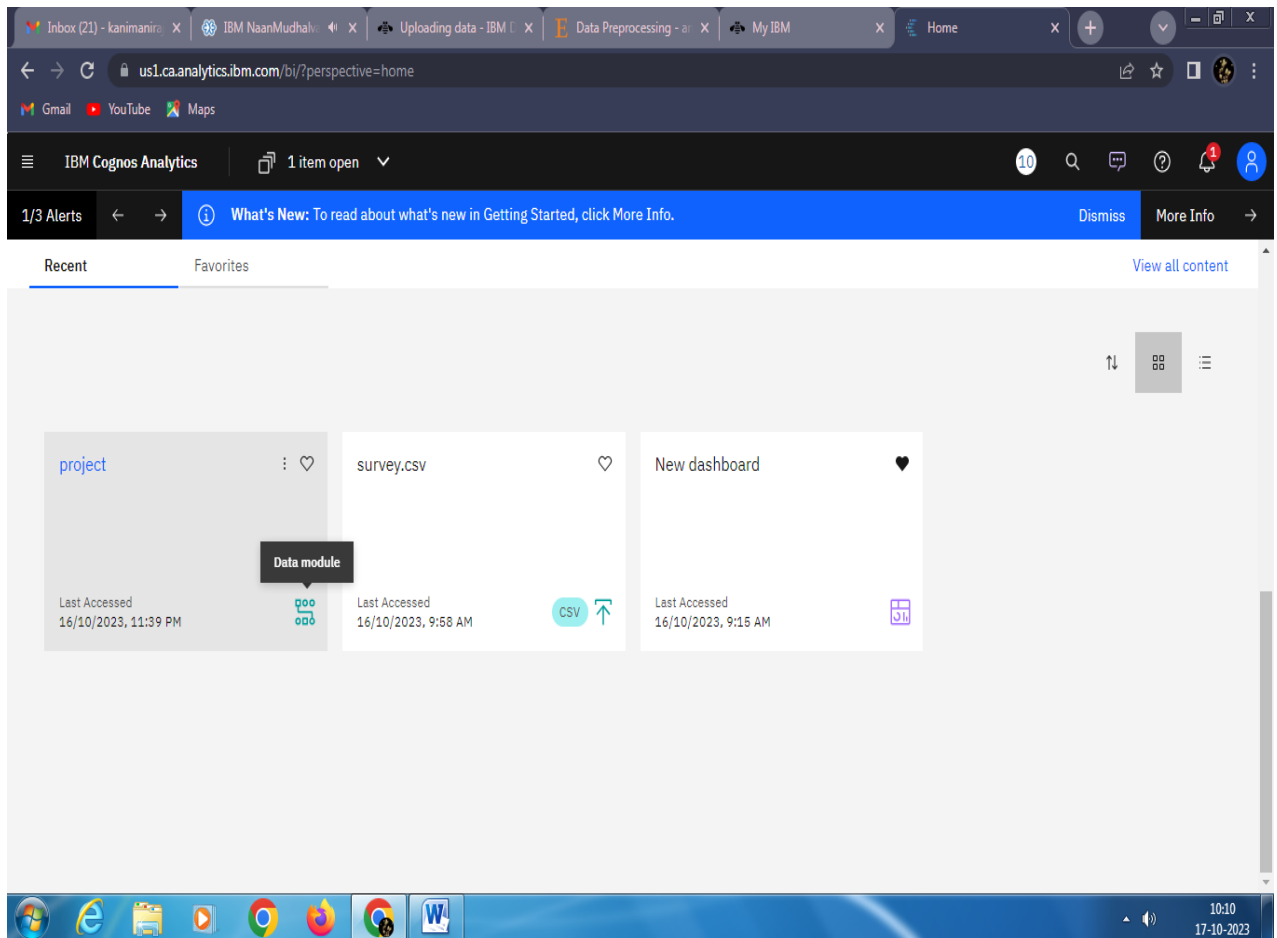 Inbox (21) - kanimanira
IBM NaanMudhalv
Uploading data - IBM D
Data Preprocessing - an
My IBM
Home
us1.ca.analytics.ibm.com/bi/?perspective=home
Gmail YouTube Maps
IBM Cognos Analytics 1 item open 10 1
1/3 Alerts What's New: To read about what's new in Getting Started, click More Info. Dismiss More Info
Recent Favorites View all content
project survey.csv New dashboard
Data module
Last Accessed Last Accessed CSV Last Accessed
16/10/2023, 11:39 PM 16/10/2023, 9:58 AM 16/10/2023, 9:15 AM
10:10
17-10-2023